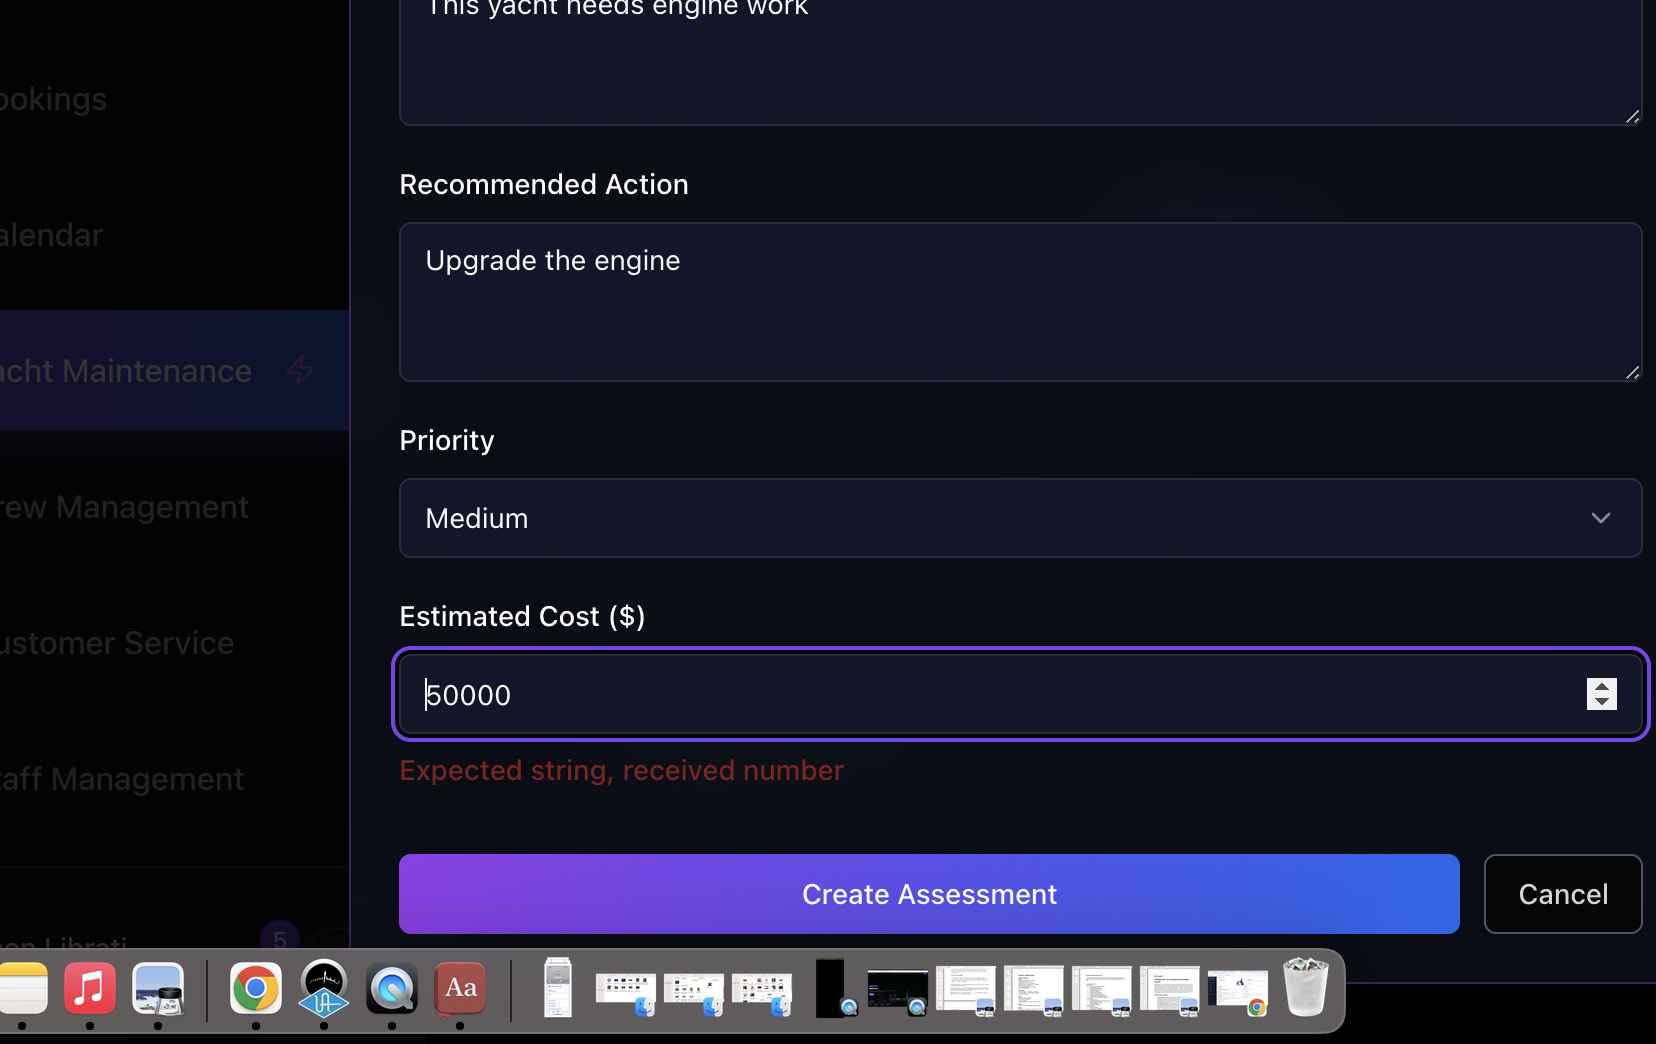 This yacht needs engine work
ookings
Recommended Action
alendar
Upgrade the engine
acht Maintenance
Priority
rew Management
Medium
Estimated Cost ($)
ustomer Service
50000
Expected string, received number
taff Management
Create Assessment
Cancel
5
Aa